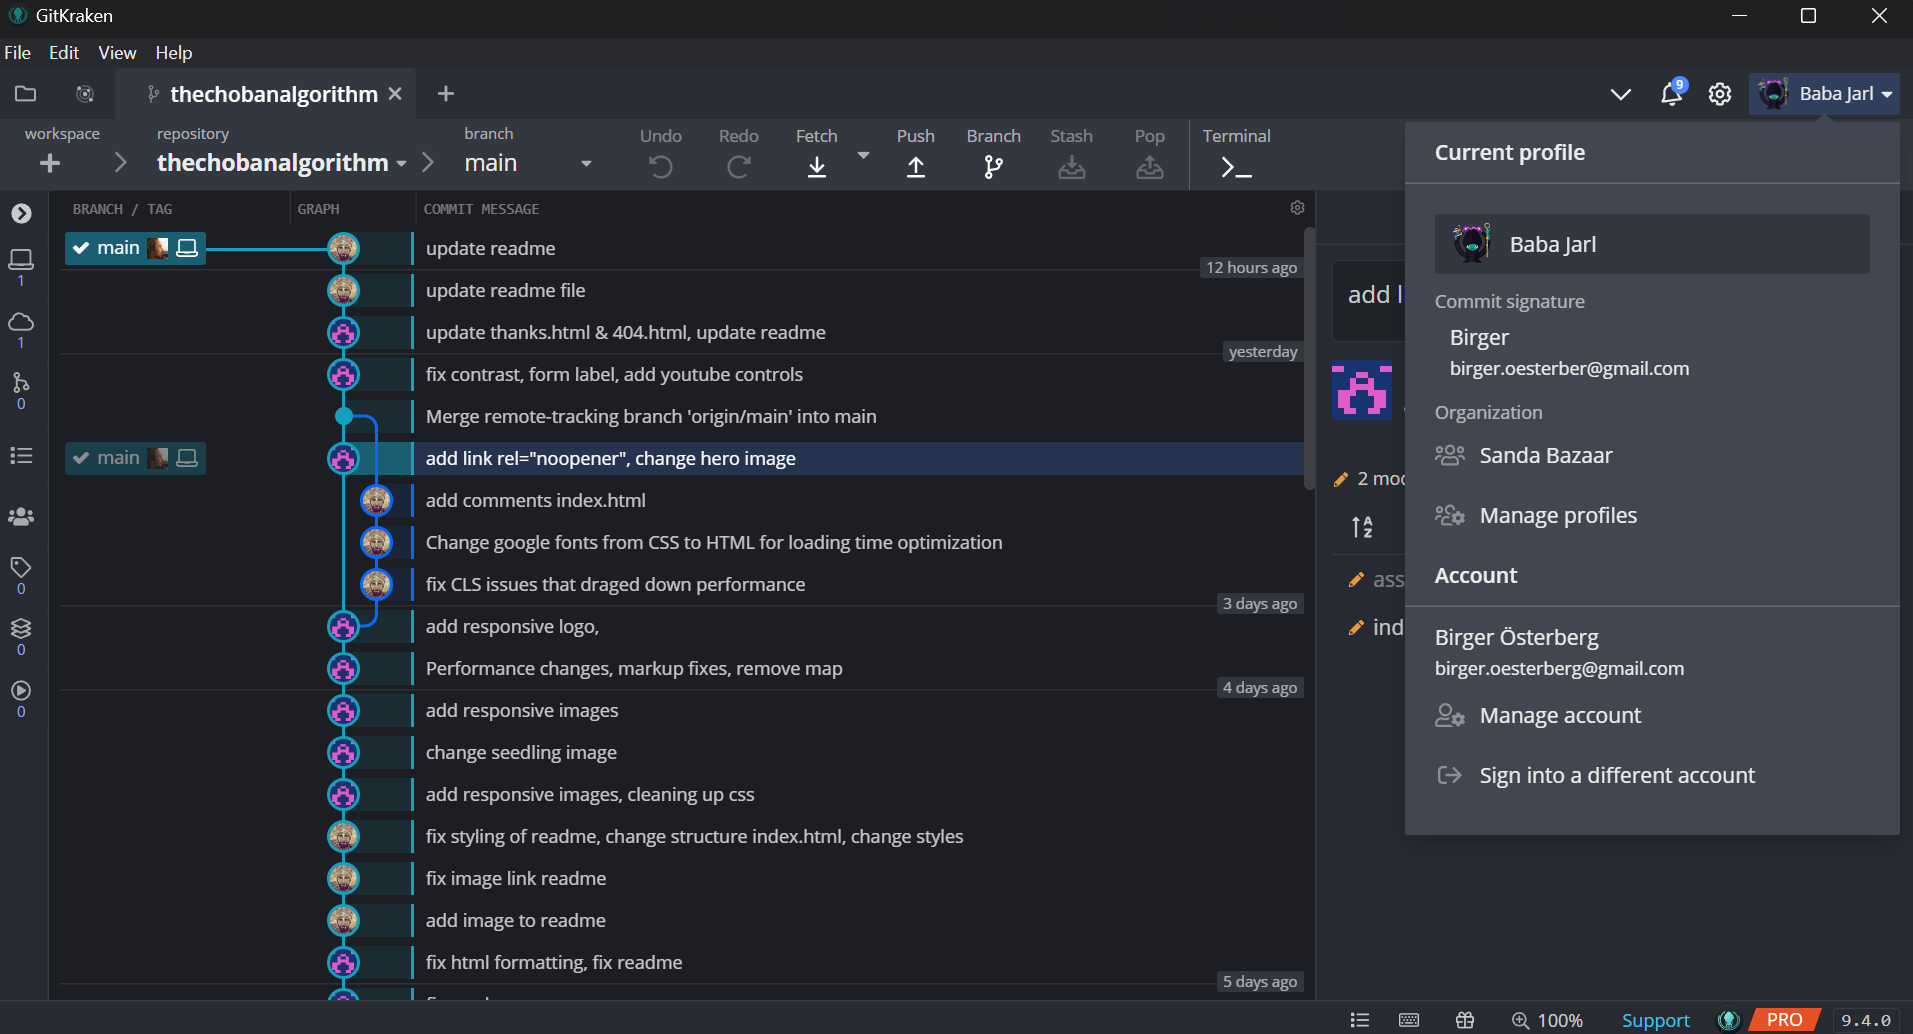 GitKraken
File Edit View Help
thechobanalgorithm
9
Baba Jarl
workspace
repository
thechobanalgorithm
branch
main
Undo
Redo
Fetch
Push
Branch
Stash
Pop
Terminal
BRANCH / TAG
GRAPH
COMMIT MESSAGE
1
1
0
0
0
0
main
update readme
12 hours ago
update readme file
update thanks.html & 404.html, update readme
yesterday
fix contrast, form label, add youtube controls
Merge remote-tracking branch 'origin/main' into main
main
add link rel="noopener", change hero image
add comments index.html
Change google fonts from CSS to HTML for loading time optimization
fix CLS issues that draged down performance
3 days ago
add responsive logo,
Performance changes, markup fixes, remove map
4 days ago
add responsive images
change seedling image
add responsive images, cleaning up css
fix styling of readme, change structure index.html, change styles
fix image link readme
add image to readme
fix html formatting, fix readme
5 days ago
add
2
A
Z
Current profile
Baba Jarl
Commit signature
Birger
birger.oesterber@gmail.com
Organization
Sanda Bazaar
Manage profiles
Account
Birger Österberg
birger.oesterberg@gmail.com
Manage account
Sign into a different account
100%
Support
PRO
9.4.0